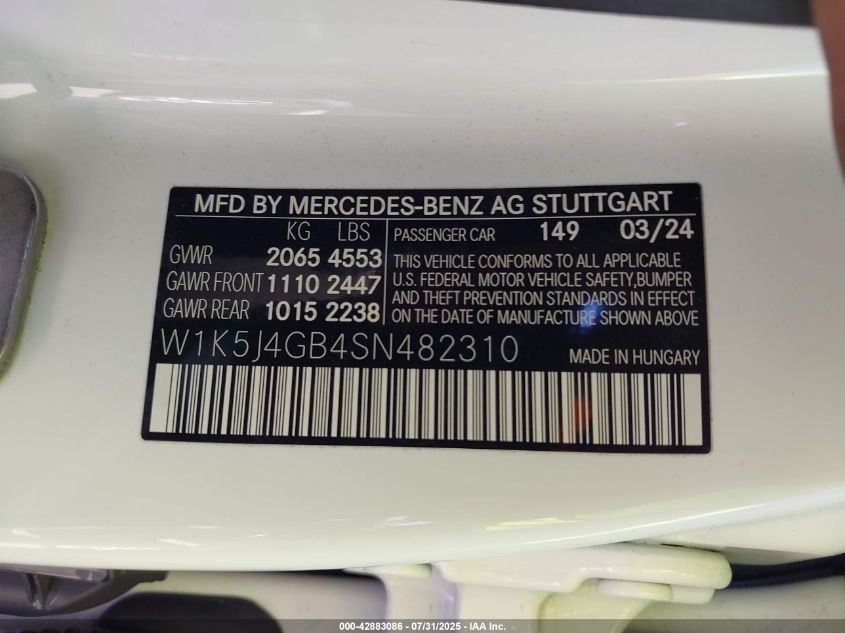 MFD BY MERCEDES-BENZ AG STUTTGART
KG LBS
GVWR 2065 4553
GAWR FRONT 1110 2447
GAWR REAR 1015 2238
PASSENGER CAR 149 03/24
THIS VEHICLE CONFORMS TO ALL APPLICABLE
U.S. FEDERAL MOTOR VEHICLE SAFETY, BUMPER
AND THEFT PREVENTION STANDARDS IN EFFECT
ON THE DATE OF MANUFACTURE SHOWN ABOVE
W1K5J4GB4SN482310
MADE IN HUNGARY
000-42883086 - 07/31/2025 - IAA Inc.